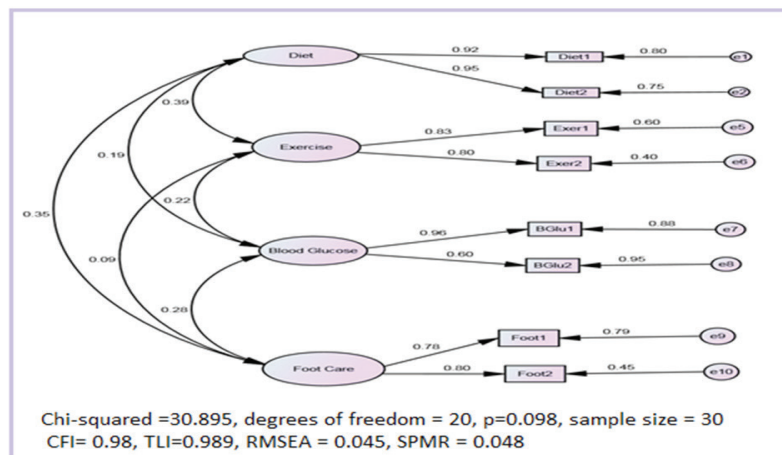 Diet
0.92
Diet1
0.80
e1
0.95
Diet2
0.75
e2
0.39
Exercise
0.83
Exer1
0.60
e5
0.80
Exer2
0.40
e6
0.19
0.22
0.35
Blood Glucose
0.96
BGlu1
0.88
e7
0.60
BGlu2
0.95
e8
0.09
0.28
Foot Care
0.78
Foot1
0.79
e9
0.80
Foot2
0.45
e10
Chi-squared =30.895, degrees of freedom = 20, p=0.098, sample size = 30
CFI= 0.98, TLI=0.989, RMSEA = 0.045, SPMR = 0.048